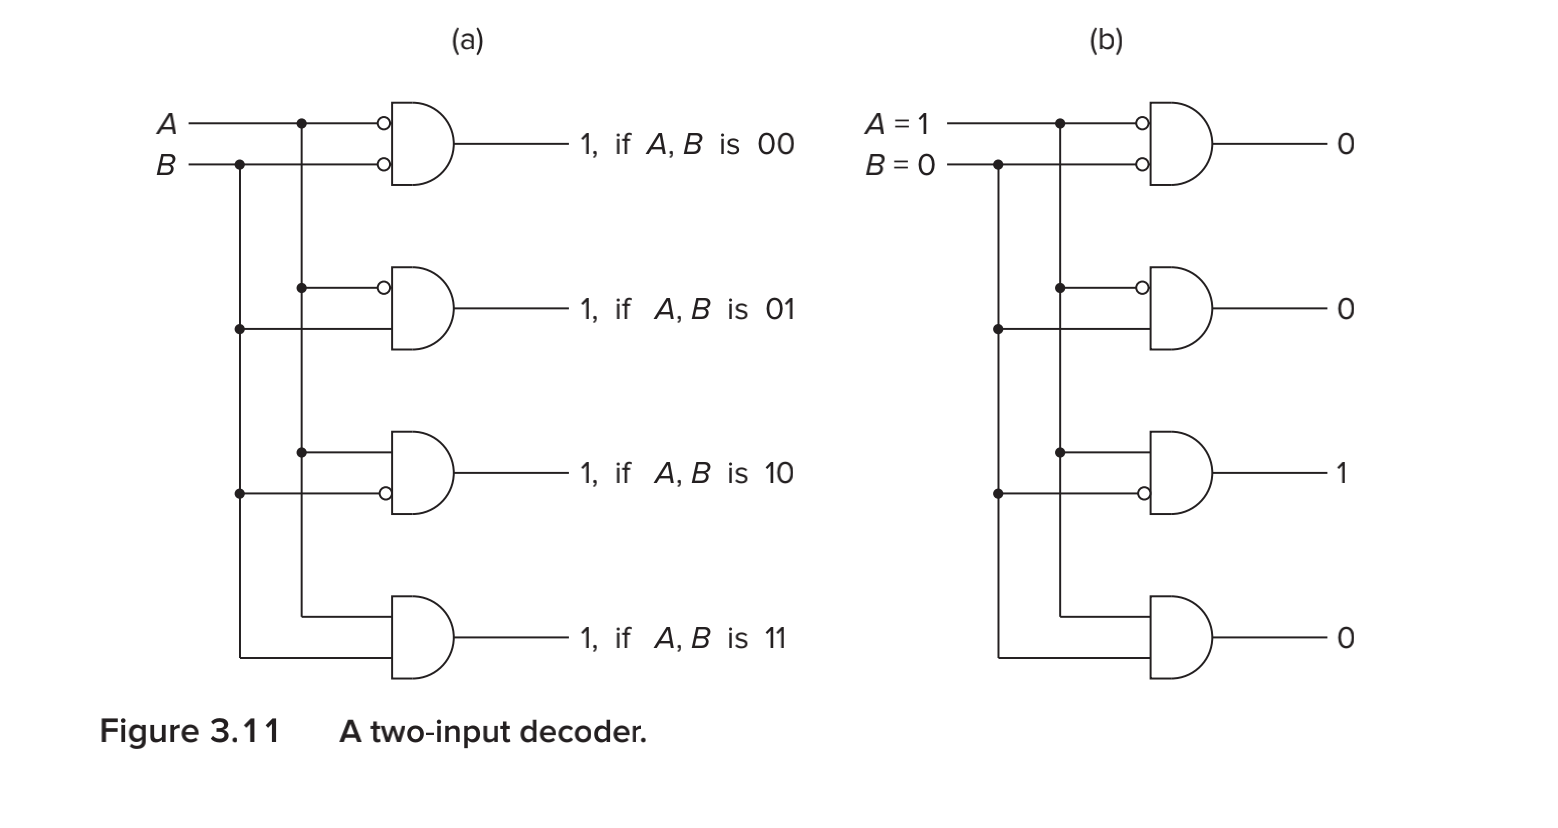 (a)
A
B
1, if A, B is 00
1, if A, B is 01
1, if A, B is 10
1, if A, B is 11
(b)
A = 1
B = 0
0
0
1
0
Figure 3.11 A two-input decoder.